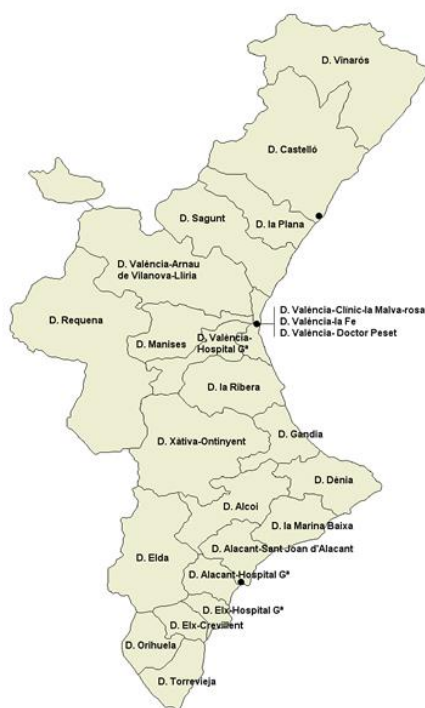 D. Vinarós
D. Castelló
D. Sagunt
D. la Plana
D. València-Arnau
de Vilanova-Llíria
D. Requena
D. València-Clínic-la Malva-rosa
D. València-la Fe
D. València- Doctor Peset
D. Manises
D. València-
Hospital Gª
D. la Ribera
D. Xàtiva-Ontinyent
D. Gandia
D. Dénia
D. Alcoi
D. la Marina Baixa
D. Elda
D. Alacant-Sant Joan d'Alacant
D. Alacant-Hospital Gª
D. Elx-Hospital Gª
D. Elx-Crevillent
D. Orihuela
D. Torrevieja